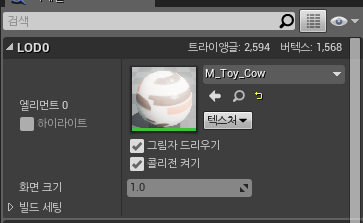 검색
LOD0 트라이앵글: 2,594 버텍스: 1,568
M_Toy_Cow
엘리먼트 0
하이라이트
텍스처
그림자 드리우기
콜리전 켜기
화면 크기 1.0
빌드 세팅